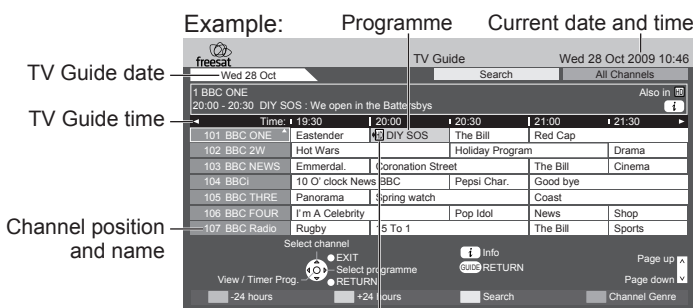 Example:
Programme
Current date and time
freesat
TV Guide
Wed 28 Oct 2009 10:46
TV Guide date
Wed 28 Oct
Search
All Channels
1 BBC ONE
Also in HD
20:00 - 20:30 DIY SOS : We open in the Battersbys
i
TV Guide time
Time: 19:30 20:00 20:30 21:00 21:30
101 BBC ONE Eastender DIY SOS The Bill Red Cap
102 BBC 2W Hot Wars Holiday Program Drama
103 BBC NEWS Emmerdal. Coronation Street The Bill Cinema
104 BBCi 10 O' clock News BBC Pepsi Char. Good bye
105 BBC THRE Panorama Spring watch Coast
106 BBC FOUR I'm A Celebrity Pop Idol News Shop
107 BBC Radio Rugby 15 To 1 The Bill Sports
Channel position
and name
Select channel
EXIT
i Info
Select programme
GUIDE RETURN
Page up
View / Timer Prog.
RETURN
Page down
-24 hours
+24 hours
Search
Channel Genre